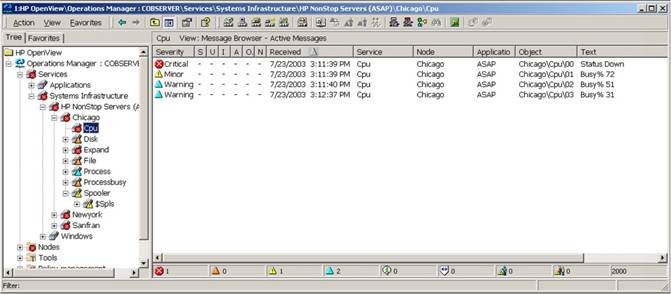 1:HP OpenView\Operations Manager : COBSERVER\Services\Systems Infrastructure\HP NonStop Servers (ASAP)\Chicago\Cpu
Action View Favorites
Tree Favorites
Cpu View: Message Browser - Active Messages
HP OpenView
Operations Manager : COBSERVER
Services
Applications
Systems Infrastructure
HP NonStop Servers (A
Chicago
Cpu
Disk
Expand
File
Process
Processbusy
Spooler
$Spls
Newyork
Sanfran
Windows
Nodes
Tools
Policy management
Severity S U I A O. N Received Service Node Applicatio Object Text
Critical - - - - - - 7/23/2003 3:11:39 PM Cpu Chicago ASAP Chicago\Cpu\00 Status Down
Minor - - - - - - 7/23/2003 3:11:39 PM Cpu Chicago ASAP Chicago\Cpu\01 Busy% 72
Warning - - - - - - 7/23/2003 3:11:40 PM Cpu Chicago ASAP Chicago\Cpu\02 Busy% 51
Warning - - - - - - 7/23/2003 3:12:37 PM Cpu Chicago ASAP Chicago\Cpu\03 Busy% 31
1 0 1 2 0 0 0 0 2000
Filter: